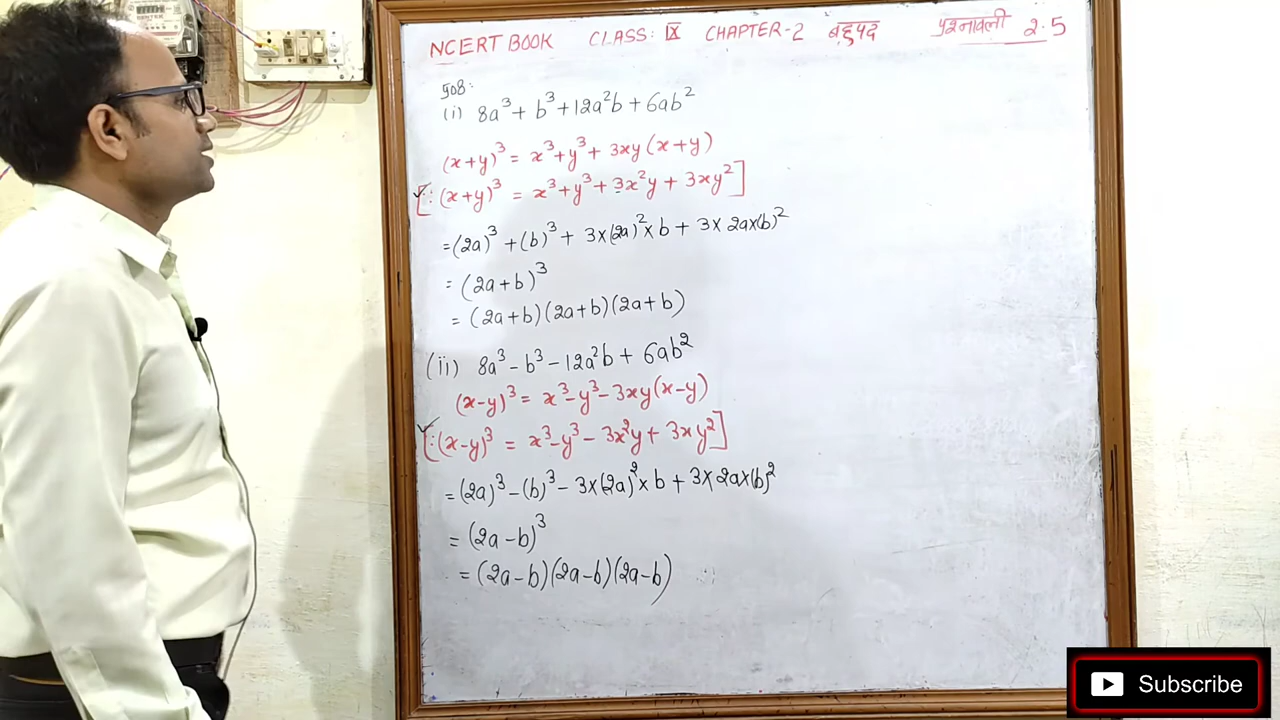 NCERT BOOK CLASS: IX CHAPTER-2 बहुपद प्रश्नावली 2.5
प्र08:
(i) 8a³ + b³ + 12a²b + 6ab²
(x+y)³ = x³ + y³ + 3xy (x+y)
[∵ (x+y)³ = x³ + y³ + 3x²y + 3xy²]
= (2a)³ + (b)³ + 3×(2a)²×b + 3×2a×(b)²
= (2a+b)³
= (2a+b)(2a+b)(2a+b)
(ii) 8a³ - b³ - 12a²b + 6ab²
(x-y)³ = x³ - y³ - 3xy(x-y)
[∵ (x-y)³ = x³ - y³ - 3x²y + 3xy²]
= (2a)³ - (b)³ - 3×(2a)²×b + 3×2a×(b)²
= (2a-b)³
= (2a-b)(2a-b)(2a-b)
Subscribe